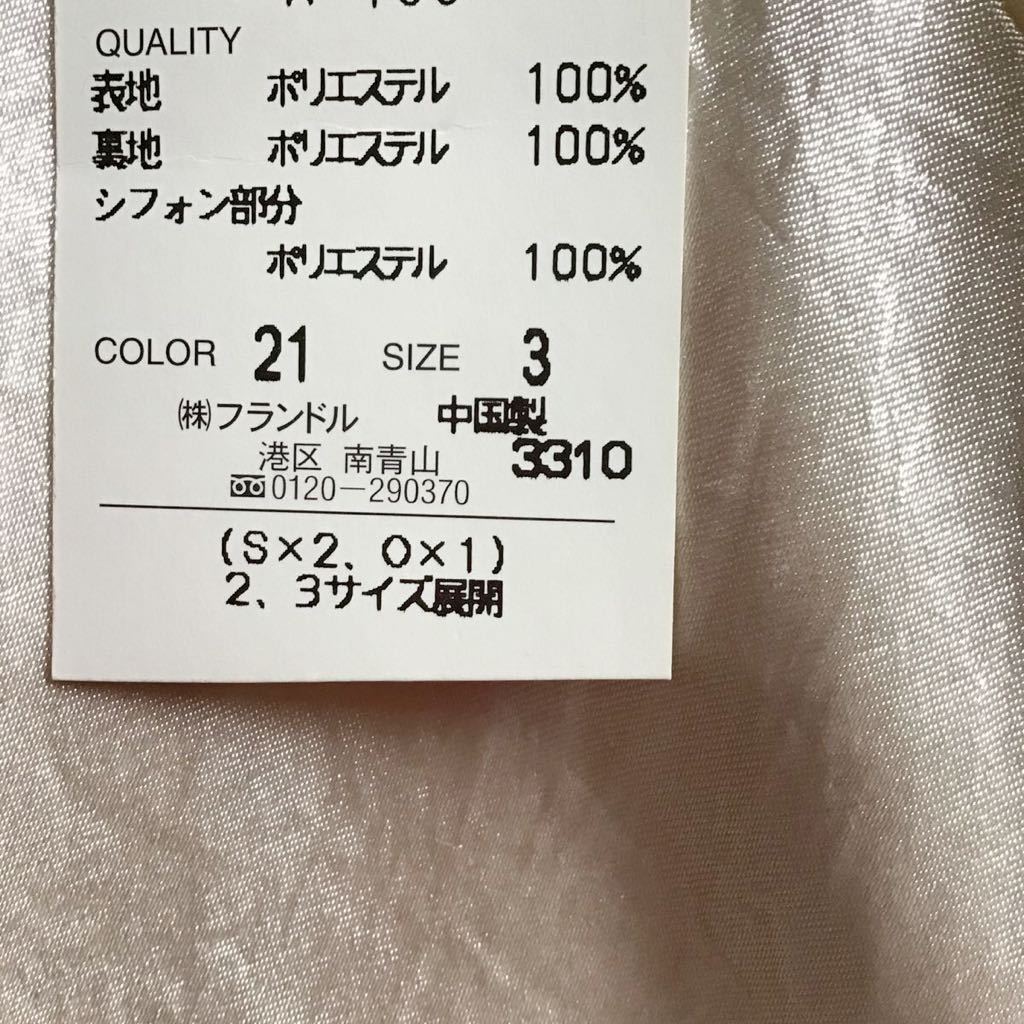 QUALITY
表地 ポリエステル 100%
裏地 ポリエステル 100%
シフォン部分
ポリエステル 100%
COLOR 21 SIZE 3
㈱フランドル 中国製
港区 南青山 3310
0120-290370
(S×2、O×1)
2、3サイズ展開